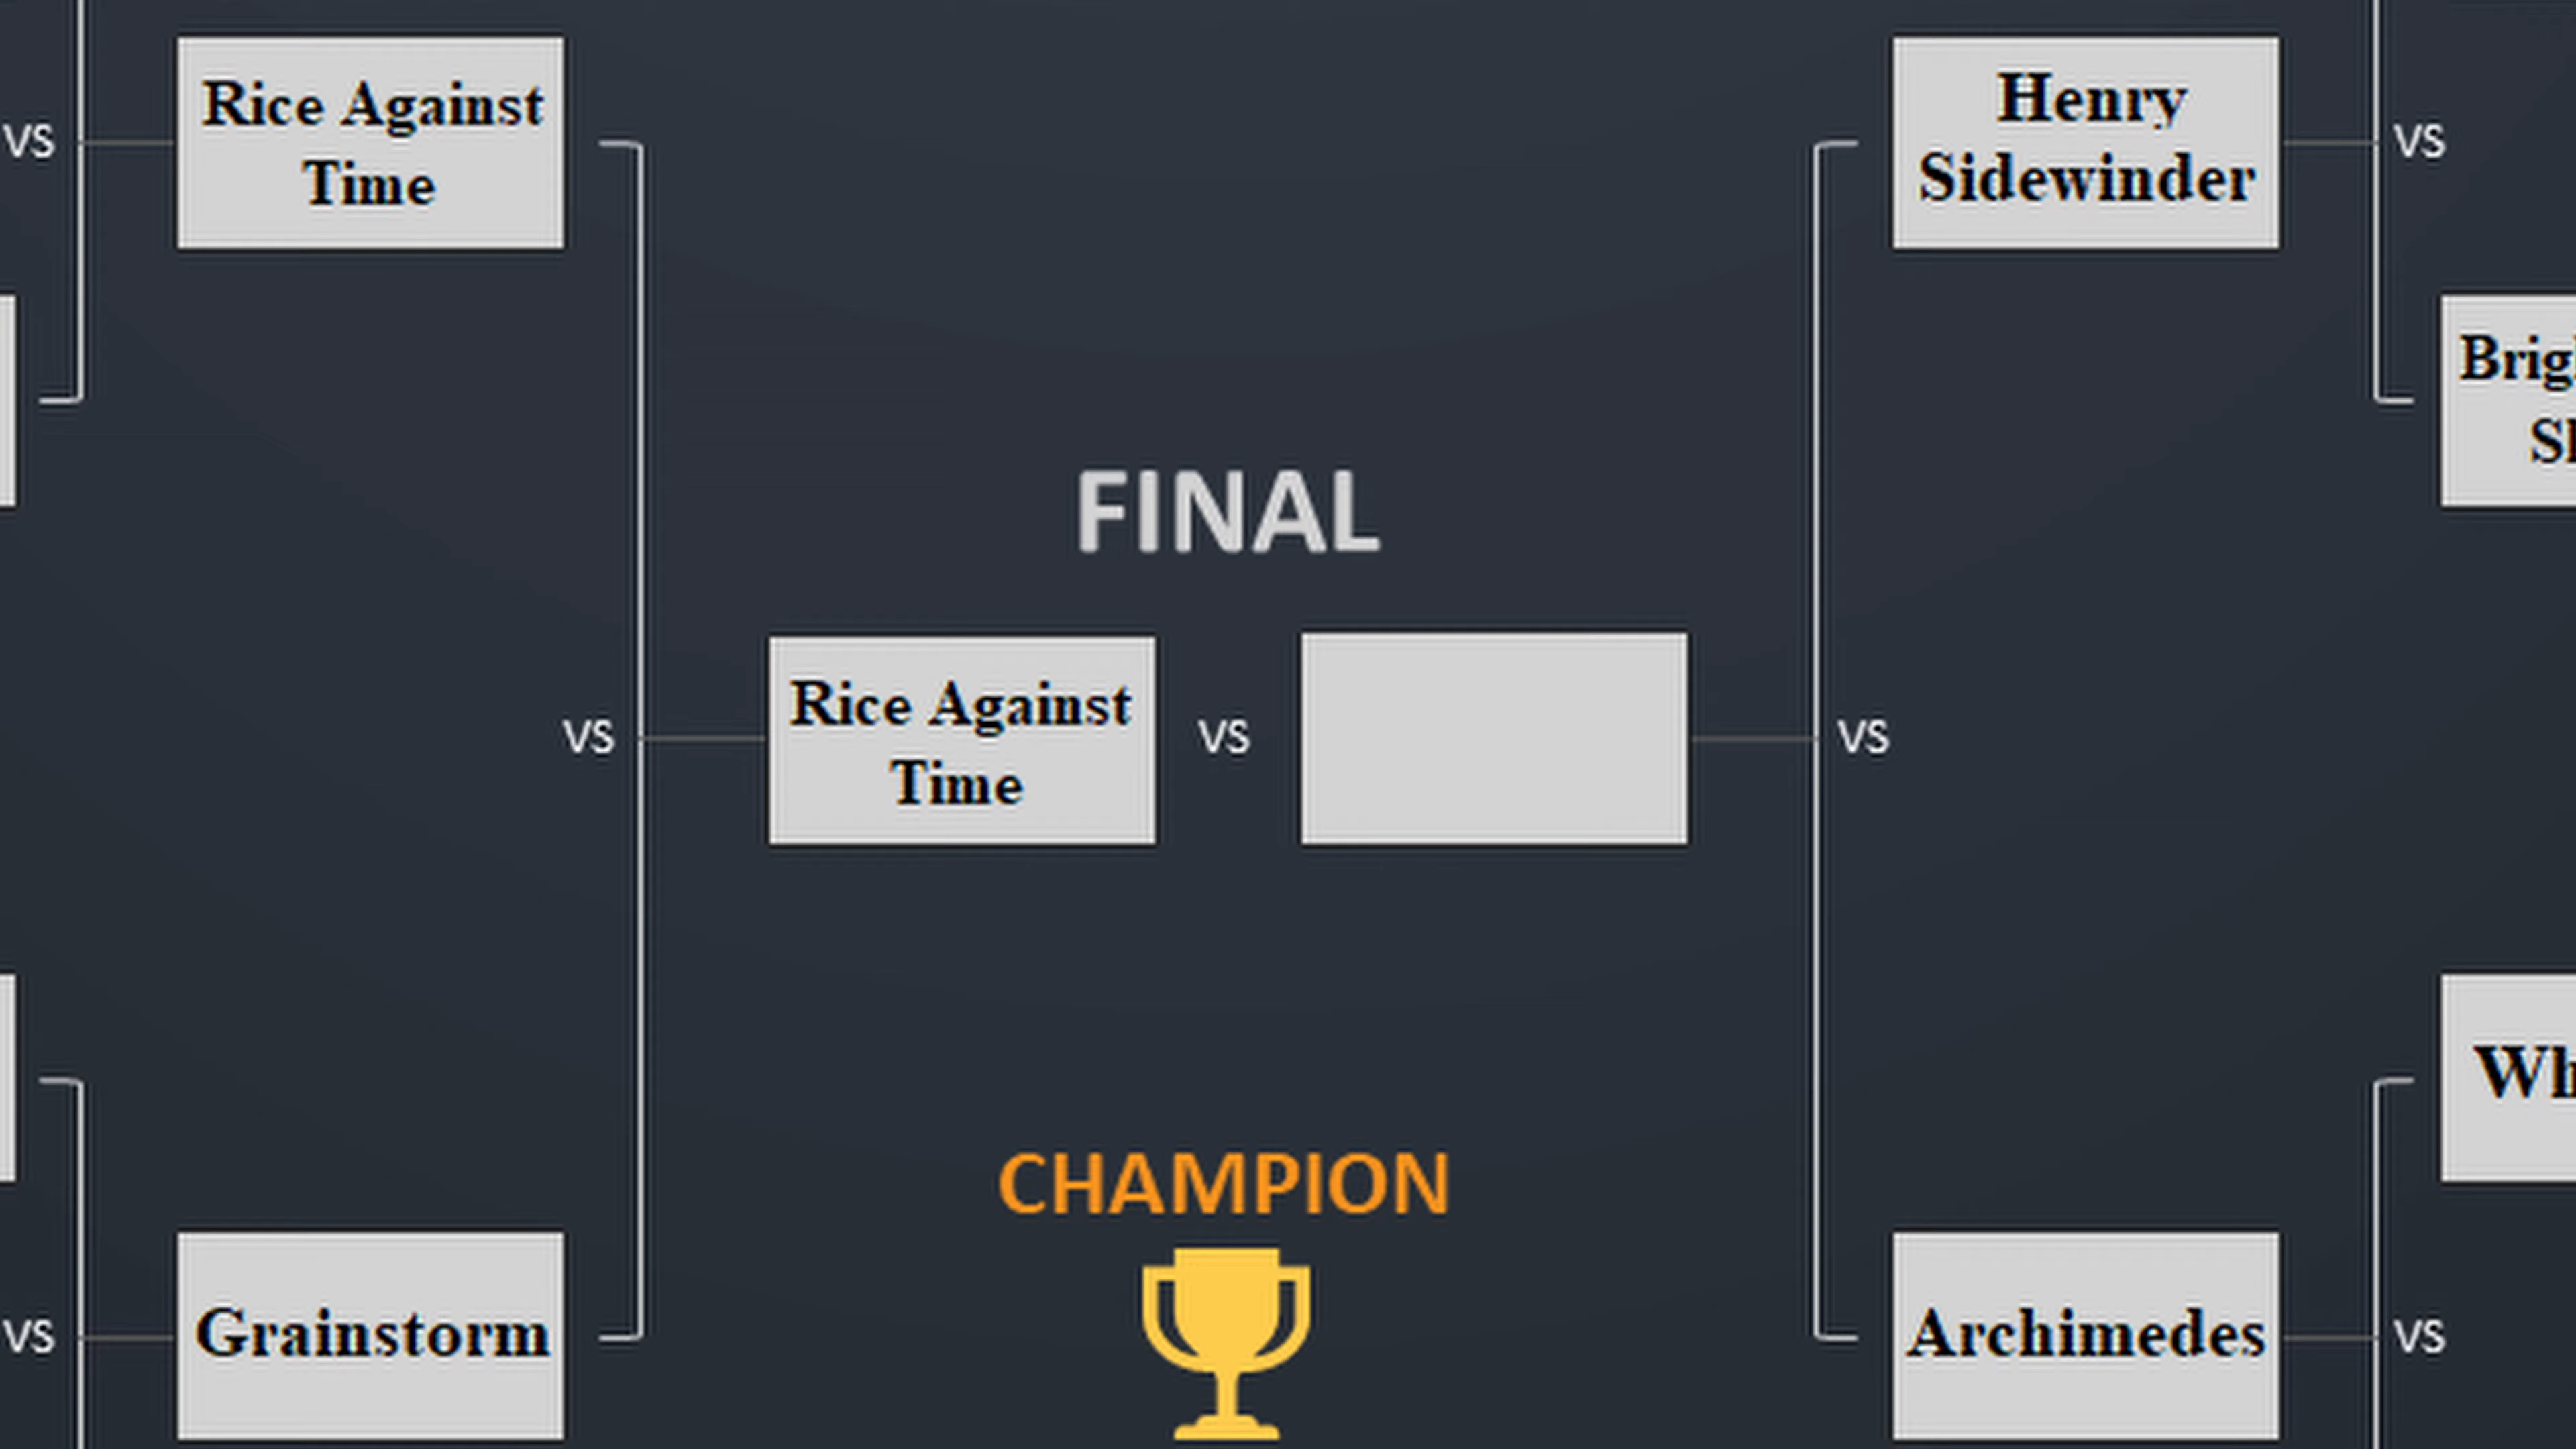 VS
Rice Against
Time
Henry
Sidewinder
VS
FINAL
VS
Rice Against
Time
VS
VS
CHAMPION
VS
Grainstorm
Archimedes
VS